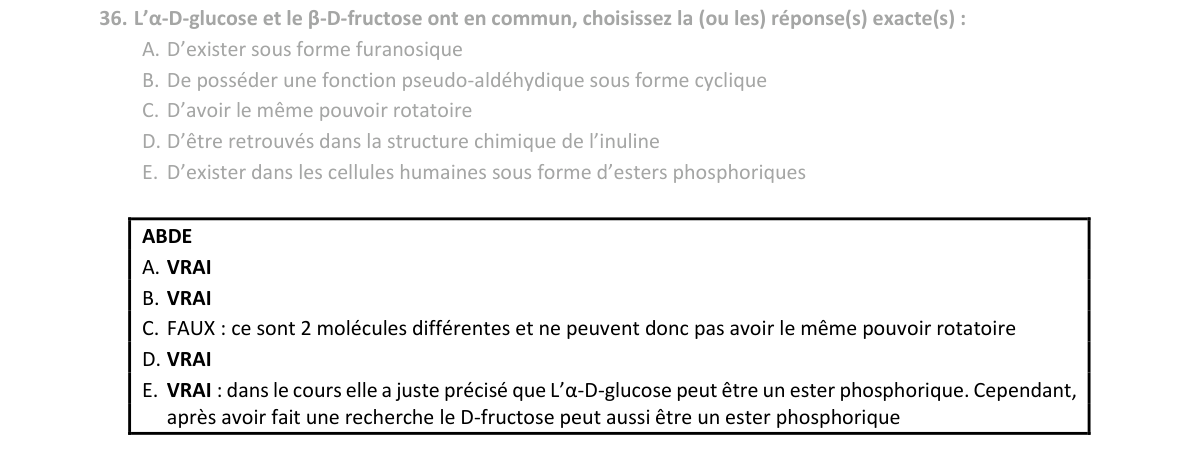 36. L’α-D-glucose et le β-D-fructose ont en commun, choisissez la (ou les) réponse(s) exacte(s) :
A. D’exister sous forme furanosique
B. De posséder une fonction pseudo-aldéhydique sous forme cyclique
C. D’avoir le même pouvoir rotatoire
D. D’être retrouvés dans la structure chimique de l’inuline
E. D’exister dans les cellules humaines sous forme d’esters phosphoriques
ABDE
A. VRAI
B. VRAI
C. FAUX : ce sont 2 molécules différentes et ne peuvent donc pas avoir le même pouvoir rotatoire
D. VRAI
E. VRAI : dans le cours elle a juste précisé que L’α-D-glucose peut être un ester phosphorique. Cependant,
après avoir fait une recherche le D-fructose peut aussi être un ester phosphorique